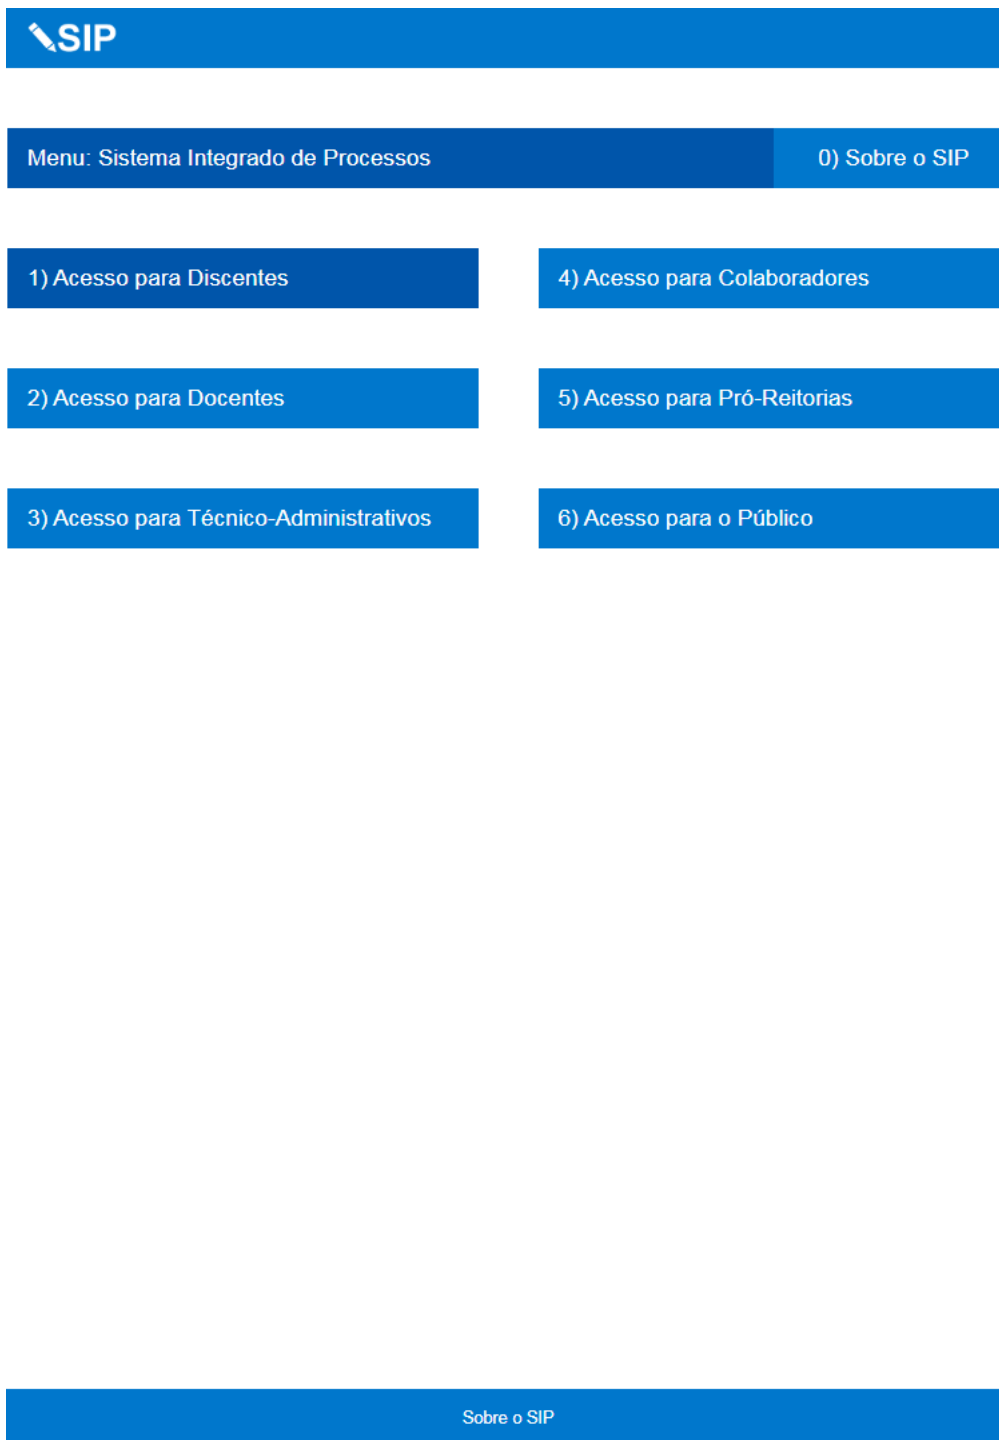 SIP
Menu: Sistema Integrado de Processos
0) Sobre o SIP
1) Acesso para Discentes
2) Acesso para Docentes
3) Acesso para Técnico-Administrativos
4) Acesso para Colaboradores
5) Acesso para Pró-Reitorias
6) Acesso para o Público
Sobre o SIP